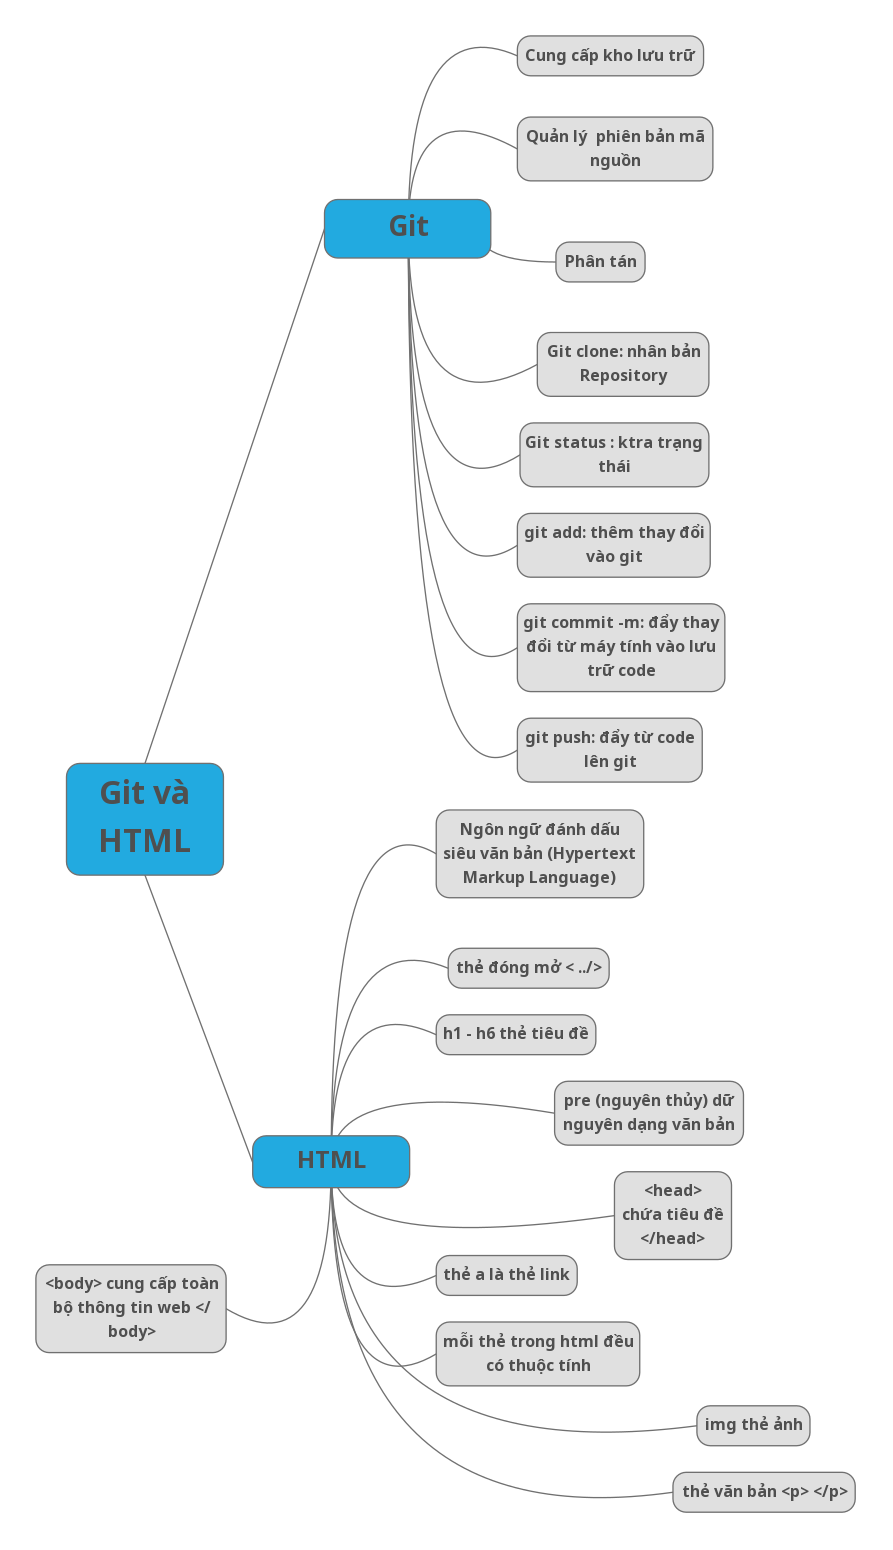 Cung cấp kho lưu trữ
Quản lý  phiên bản mã
nguồn
Git
Phân tán
Git clone: nhân bản
Repository
Git status : ktra trạng
thái
git add: thêm thay đổi
vào git
git commit -m: đẩy thay
đổi từ máy tính vào lưu
trữ code
git push: đẩy từ code
lên git
Git và
HTML
Ngôn ngữ đánh dấu
siêu văn bản (Hypertext
Markup Language)
thẻ đóng mở < ../>
h1 - h6 thẻ tiêu đề
pre (nguyên thủy) dữ
nguyên dạng văn bản
HTML
<head>
chứa tiêu đề
</head>
thẻ a là thẻ link
<body> cung cấp toàn
bộ thông tin web </
body>
mỗi thẻ trong html đều
có thuộc tính
img thẻ ảnh
thẻ văn bản <p> </p>